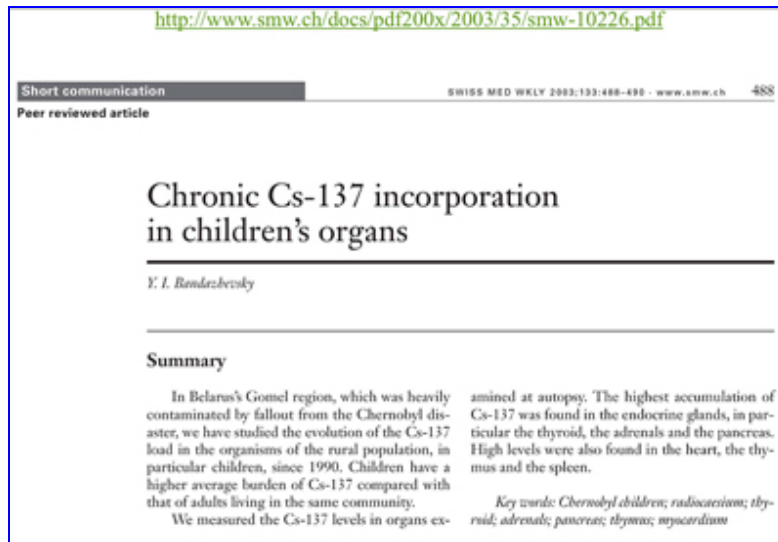 http://www.smw.ch/docs/pdf200x/2003/35/smw-10226.pdf
Short communication
SWISS MED WKLY 2003;133:488–490 · www.smw.ch 488
Peer reviewed article
Chronic Cs-137 incorporation
in children's organs
Y. I. Bandazhevsky
Summary
In Belarus's Gomel region, which was heavily
contaminated by fallout from the Chernobyl dis-
aster, we have studied the evolution of the Cs-137
load in the organisms of the rural population, in
particular children, since 1990. Children have a
higher average burden of Cs-137 compared with
that of adults living in the same community.
We measured the Cs-137 levels in organs ex-
amined at autopsy. The highest accumulation of
Cs-137 was found in the endocrine glands, in par-
ticular the thyroid, the adrenals and the pancreas.
High levels were also found in the heart, the thy-
mus and the spleen.
Key words: Chernobyl children; radiocaesium; thy-
roid; adrenals; pancreas; thymus; myocardium